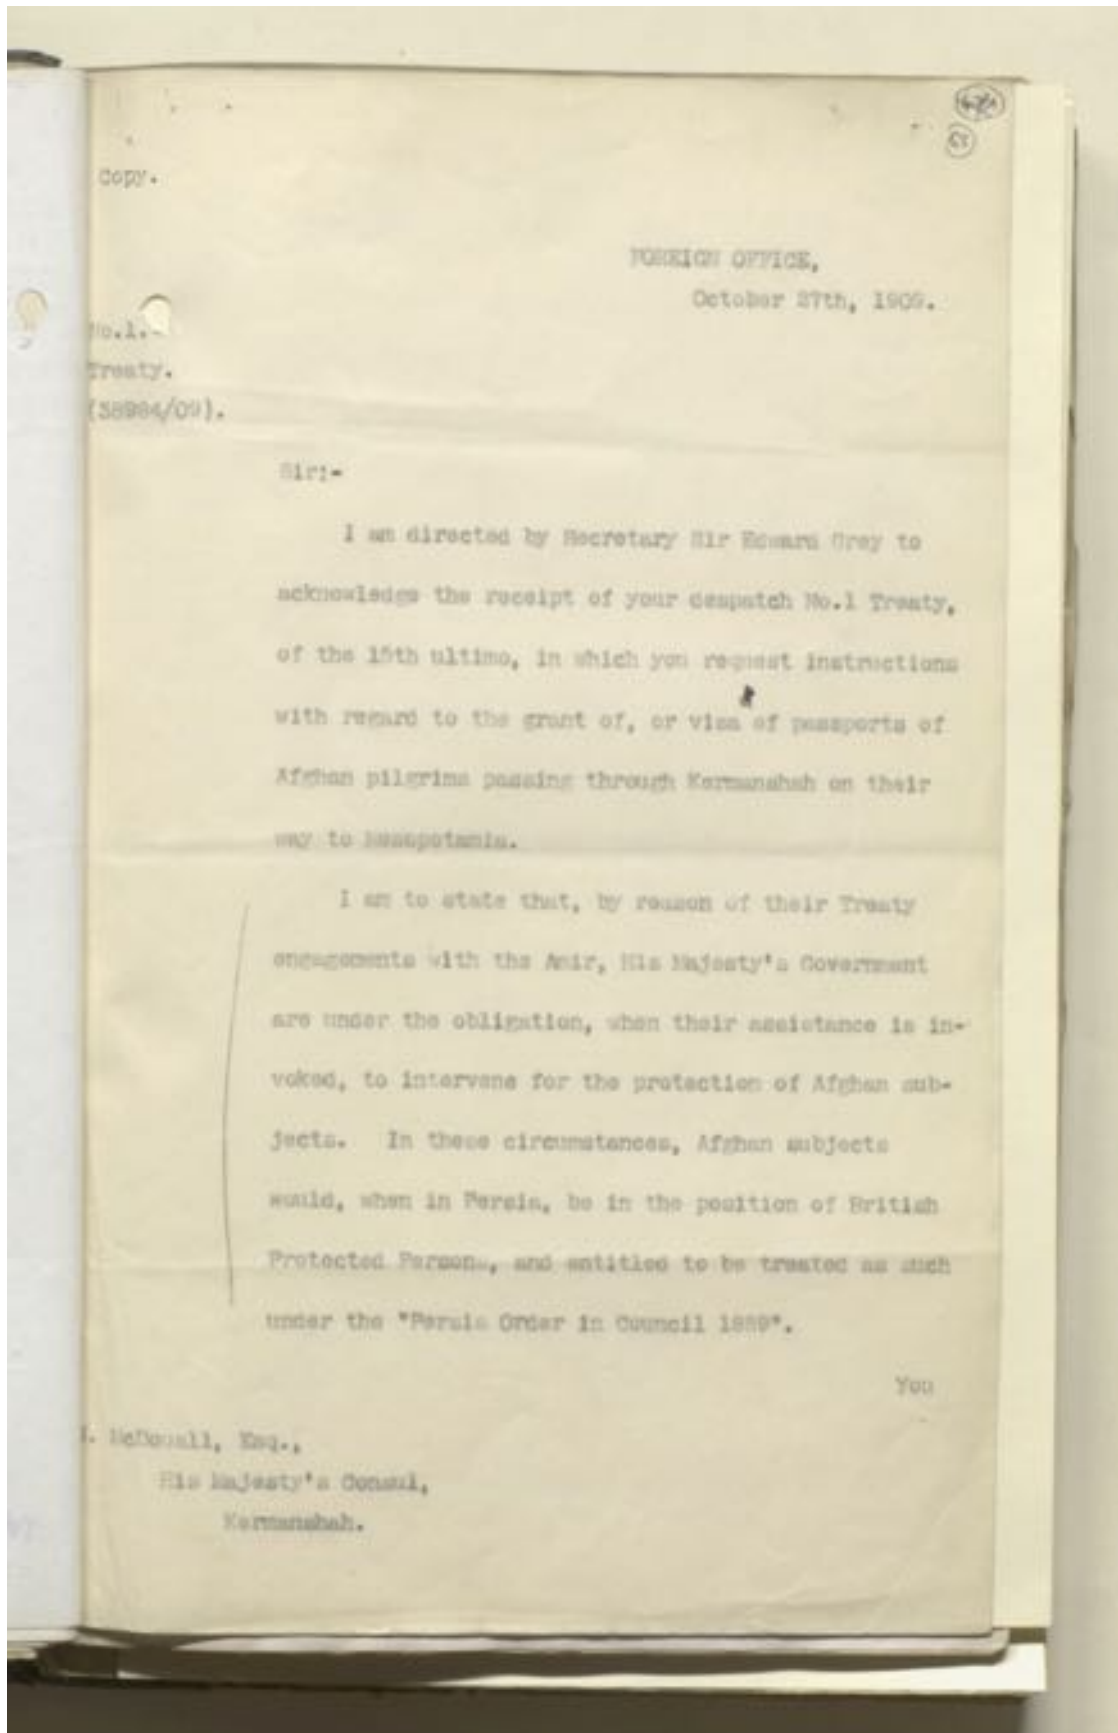 Copy.
FOREIGN OFFICE,
October 27th, 1909.
No.1.-
Treaty.
(38984/09).
Sir:-
I am directed by Secretary Sir Edward Grey to
acknowledge the receipt of your despatch No.1 Treaty,
of the 15th ultimo, in which you request instructions
with regard to the grant of, or visa of passports of
Afghan pilgrims passing through Kermanshah on their
way to Mesopotamia.
I am to state that, by reason of their Treaty
engagements with the Amir, His Majesty's Government
are under the obligation, when their assistance is in-
voked, to intervene for the protection of Afghan sub-
jects. In these circumstances, Afghan subjects
would, when in Persia, be in the position of British
Protected Persons, and entitled to be treated as such
under the "Persia Order in Council 1889".
You
McDouall, Esq.,
His Majesty's Consul,
Kermanshah.